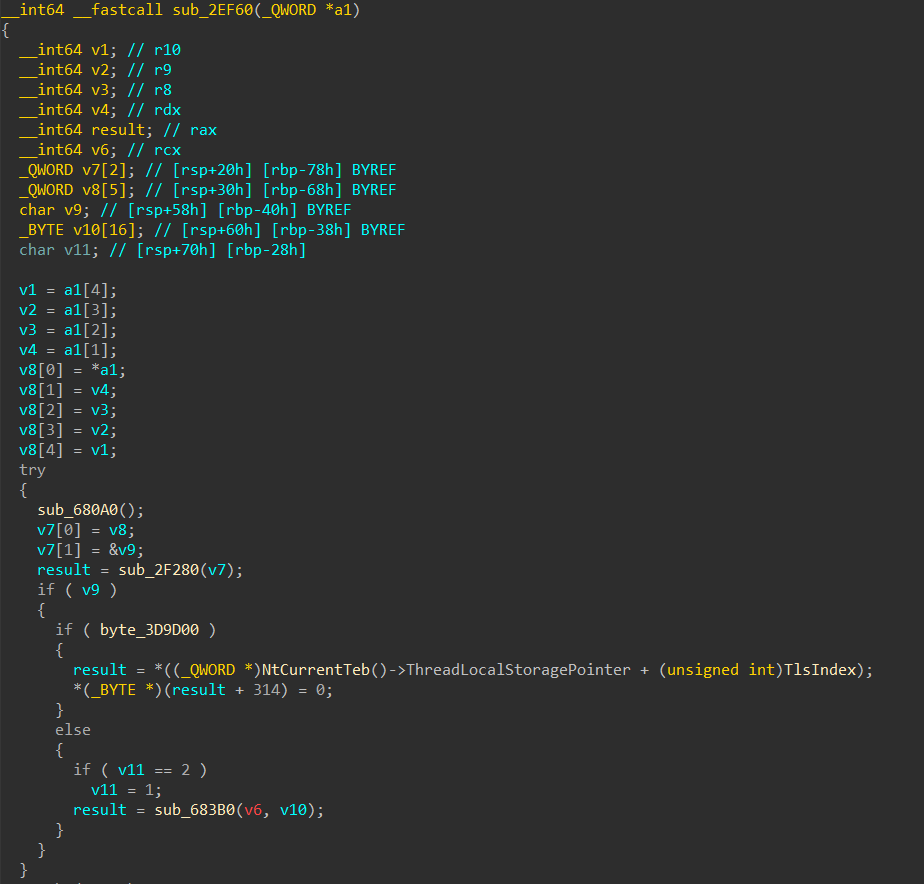 __int64 __fastcall sub_2EF60(_QWORD *a1)
{
  __int64 v1; // r10
  __int64 v2; // r9
  __int64 v3; // r8
  __int64 v4; // rdx
  __int64 result; // rax
  __int64 v6; // rcx
  _QWORD v7[2]; // [rsp+20h] [rbp-78h] BYREF
  _QWORD v8[5]; // [rsp+30h] [rbp-68h] BYREF
  char v9; // [rsp+58h] [rbp-40h] BYREF
  _BYTE v10[16]; // [rsp+60h] [rbp-38h] BYREF
  char v11; // [rsp+70h] [rbp-28h]

  v1 = a1[4];
  v2 = a1[3];
  v3 = a1[2];
  v4 = a1[1];
  v8[0] = *a1;
  v8[1] = v4;
  v8[2] = v3;
  v8[3] = v2;
  v8[4] = v1;
  try
  {
    sub_680A0();
    v7[0] = v8;
    v7[1] = &v9;
    result = sub_2F280(v7);
    if ( v9 )
    {
      if ( byte_3D9D00 )
      {
        result = *((_QWORD *)NtCurrentTeb()->ThreadLocalStoragePointer + (unsigned int)TlsIndex);
        *(_BYTE *)(result + 314) = 0;
      }
      else
      {
        if ( v11 == 2 )
          v11 = 1;
        result = sub_683B0(v6, v10);
      }
    }
  }